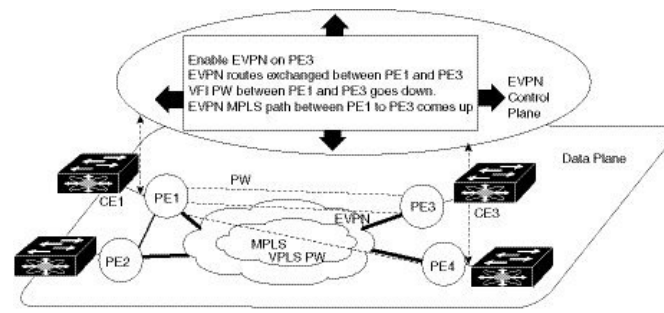 Enable EVPN on PE3
EVPN routes exchanged between PE1 and PE3
VFI PW between PE1 and PE3 goes down.
EVPN MPLS path between PE1 to PE3 comes up
EVPN
Control
Plane
Data Plane
CE1
PE1
PW
PE3
CE3
EVPN
MPLS
VPLS PW
PE2
PE4